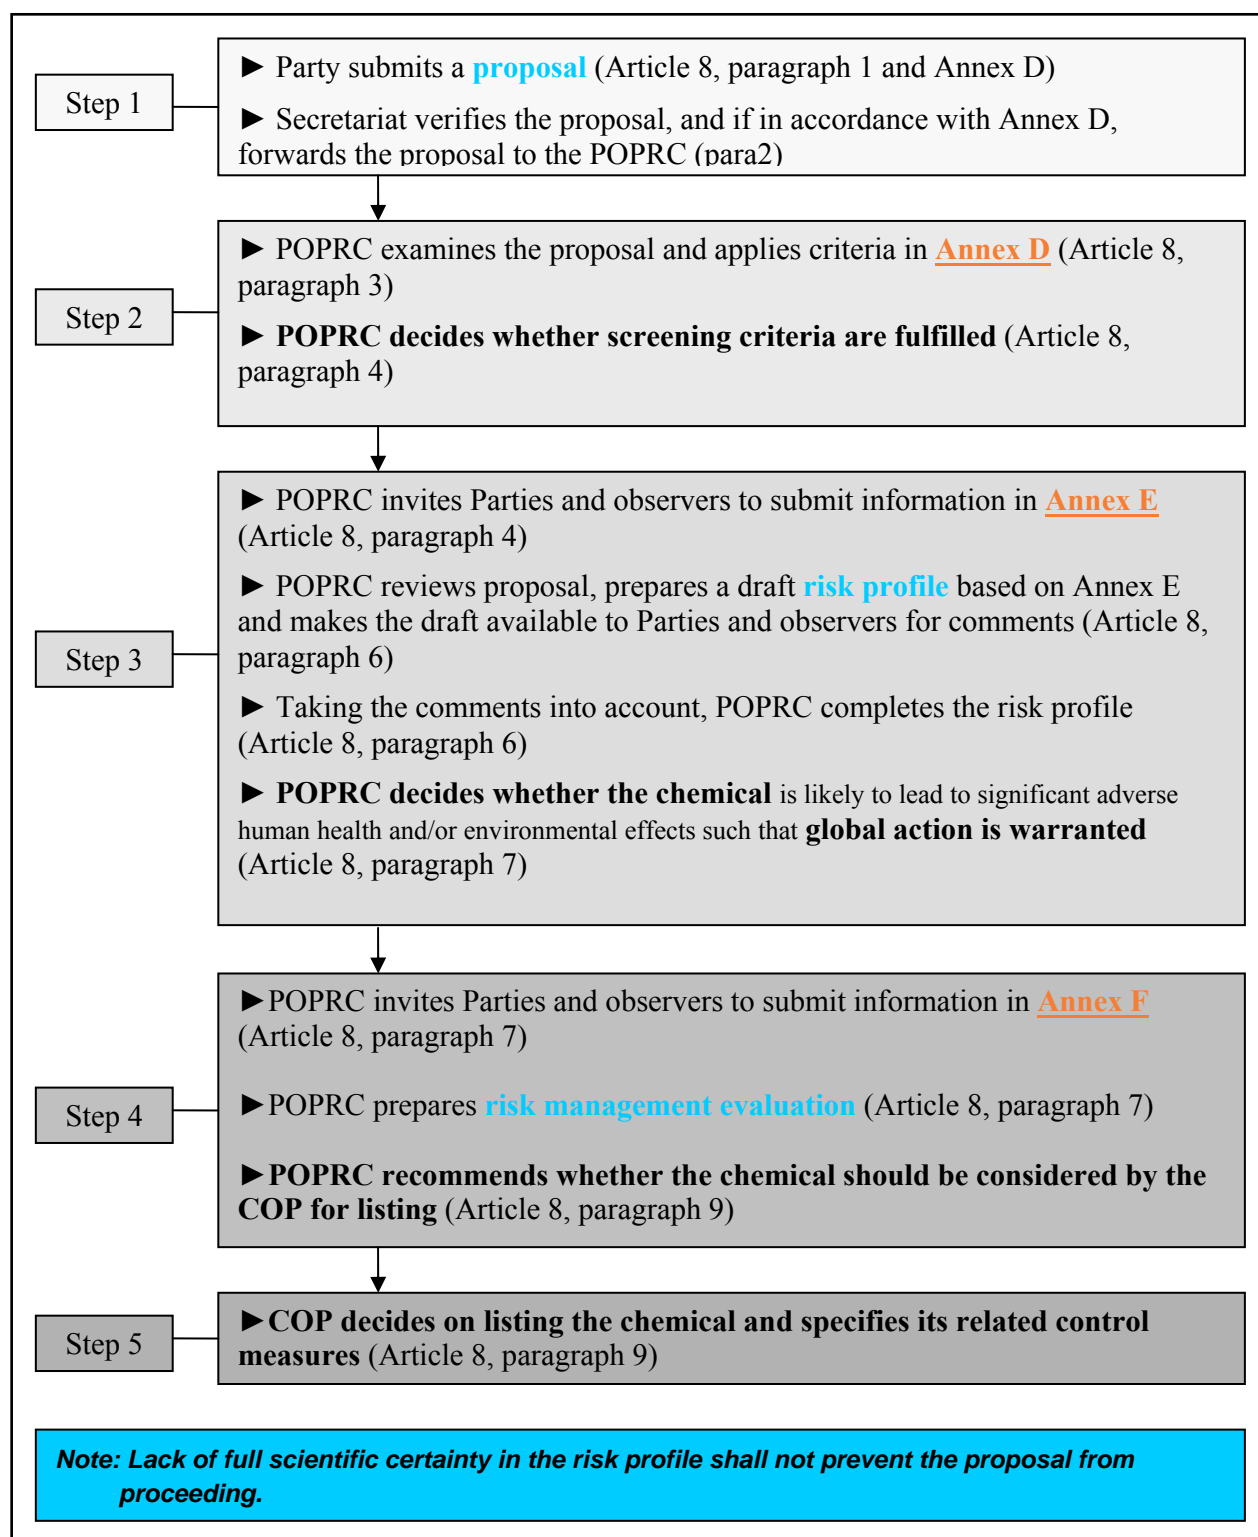 Step 1
► Party submits a proposal (Article 8, paragraph 1 and Annex D)
► Secretariat verifies the proposal, and if in accordance with Annex D,
forwards the proposal to the POPRC (para2)
Step 2
► POPRC examines the proposal and applies criteria in Annex D (Article 8,
paragraph 3)
► POPRC decides whether screening criteria are fulfilled (Article 8,
paragraph 4)
Step 3
► POPRC invites Parties and observers to submit information in Annex E
(Article 8, paragraph 4)
► POPRC reviews proposal, prepares a draft risk profile based on Annex E
and makes the draft available to Parties and observers for comments (Article 8,
paragraph 6)
► Taking the comments into account, POPRC completes the risk profile
(Article 8, paragraph 6)
► POPRC decides whether the chemical is likely to lead to significant adverse
human health and/or environmental effects such that global action is warranted
(Article 8, paragraph 7)
Step 4
►POPRC invites Parties and observers to submit information in Annex F
(Article 8, paragraph 7)
►POPRC prepares risk management evaluation (Article 8, paragraph 7)
►POPRC recommends whether the chemical should be considered by the
COP for listing (Article 8, paragraph 9)
Step 5
►COP decides on listing the chemical and specifies its related control
measures (Article 8, paragraph 9)
Note: Lack of full scientific certainty in the risk profile shall not prevent the proposal from
proceeding.